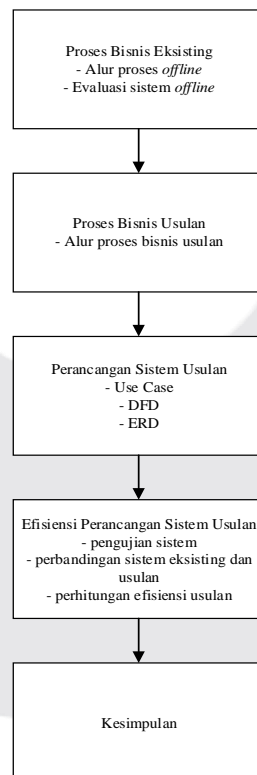 Proses Bisnis Eksisting
- Alur proses offline
- Evaluasi sistem offline
Proses Bisnis Usulan
- Alur proses bisnis usulan
Perancangan Sistem Usulan
- Use Case
- DFD
- ERD
Efisiensi Perancangan Sistem Usulan
- pengujian sistem
- perbandingan sistem eksisting dan
usulan
- perhitungan efisiensi usulan
Kesimpulan